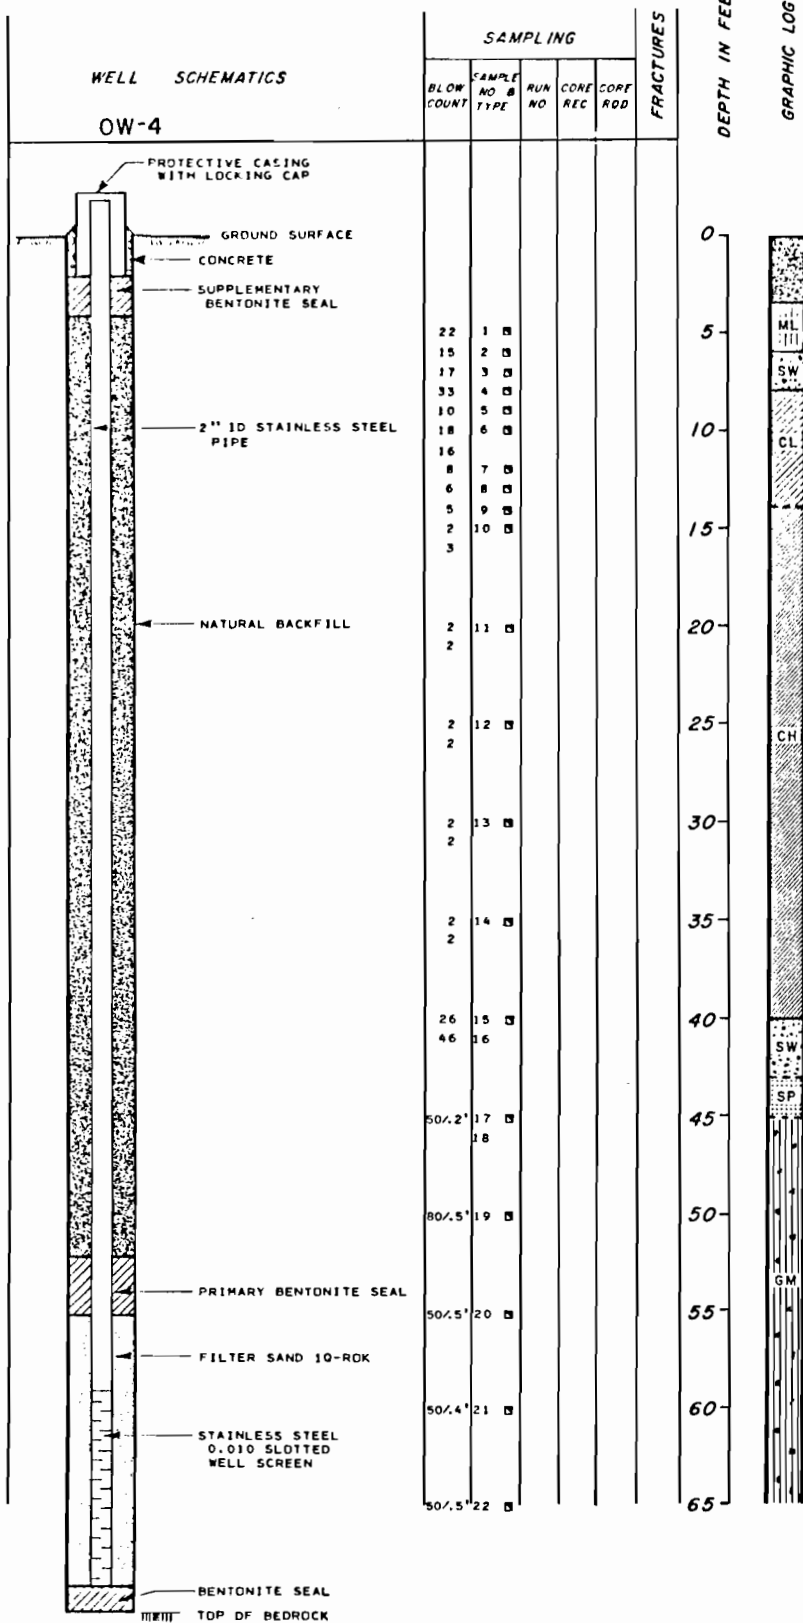 WELL SCHEMATICS
OW-4
SAMPLING
BLOW COUNT
SAMPLE NO & TYPE
RUN NO
CORE REC
CORE RQD
FRACTURES
DEPTH IN FEE
GRAPHIC LOG
PROTECTIVE CASING
WITH LOCKING CAP
GROUND SURFACE
CONCRETE
SUPPLEMENTARY
BENTONITE SEAL
2" ID STAINLESS STEEL
PIPE
NATURAL BACKFILL
PRIMARY BENTONITE SEAL
FILTER SAND 1Q-ROK
STAINLESS STEEL
0.010 SLOTTED
WELL SCREEN
BENTONITE SEAL
TOP OF BEDROCK
22 1
15 2
17 3
33 4
10 5
18 6
16
8 7
6 8
5 9
2 10
3
2 11
2
2 12
2
2 13
2
2 14
2
26 15
46 16
50/.2' 17
18
80/.5' 19
50/.5' 20
50/.4' 21
50/.5' 22
0
5
10
15
20
25
30
35
40
45
50
55
60
65
ML
SW
CL
CH
SW
SP
GM